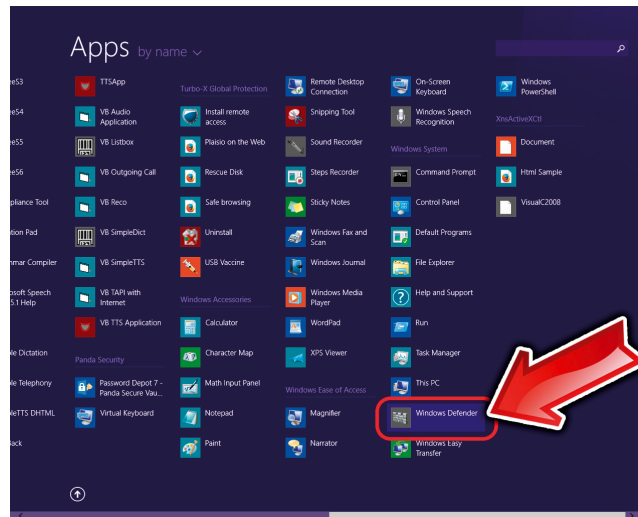 Apps by name
eS3
eS4
eS5
eS6
pliance Tool
tion Pad
mar Compiler
osoft Speech
5.1 Help
le Dictation
le Telephony
leTTS DHTML
Back
TTSApp
VB Audio
Application
VB Listbox
VB Outgoing Call
VB Reco
VB SimpleDict
VB SimpleTTS
VB TAPI with
Internet
VB TTS Application
Panda Security
Password Depot 7 -
Panda Secure Vau...
Virtual Keyboard
Turbo-X Global Protection
Install remote
access
Plaisio on the Web
Rescue Disk
Safe browsing
Uninstall
USB Vaccine
Windows Accessories
Calculator
Character Map
Math Input Panel
Notepad
Paint
Remote Desktop
Connection
Snipping Tool
Sound Recorder
Steps Recorder
Sticky Notes
Windows Fax and
Scan
Windows Journal
Windows Media
Player
WordPad
XPS Viewer
Windows Ease of Access
Magnifier
Narrator
On-Screen
Keyboard
Windows Speech
Recognition
Windows System
Command Prompt
Control Panel
Default Programs
File Explorer
Help and Support
Run
Task Manager
This PC
Windows Defender
Windows Easy
Transfer
Windows
PowerShell
XnsActiveXCtl
Document
Html Sample
VisualC2008